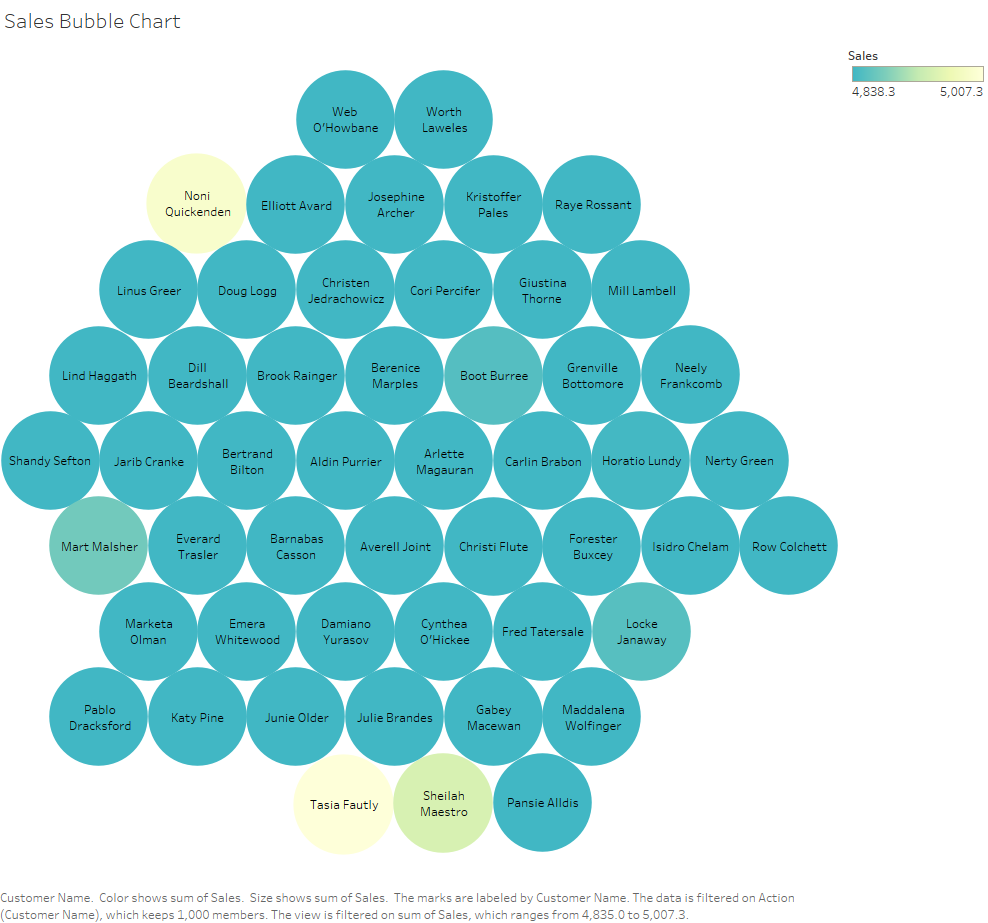 Sales Bubble Chart
Sales
4,838.3 5,007.3
Web
O'Howbane
Worth
Laweles
Noni
Quickenden
Elliott Avard
Josephine
Archer
Kristoffer
Pales
Raye Rossant
Linus Greer
Doug Logg
Christen
Jedrachowicz
Cori Percifer
Giustina
Thorne
Mill Lambell
Lind Haggath
Dill
Beardshall
Brook Rainger
Berenice
Marples
Boot Burree
Grenville
Bottomore
Neely
Frankcomb
Shandy Sefton
Jarib Cranke
Bertrand
Bilton
Aldin Purrier
Arlette
Magauran
Carlin Brabon
Horatio Lundy
Nerty Green
Mart Malsher
Everard
Trasler
Barnabas
Casson
Averell Joint
Christi Flute
Forester
Buxcey
Isidro Chelam
Row Colchett
Marketa
Olman
Emera
Whitewood
Damiano
Yurasov
Cynthea
O'Hickee
Fred Tatersale
Locke
Janaway
Pablo
Dracksford
Katy Pine
Junie Older
Julie Brandes
Gabey
Macewan
Maddalena
Wolfinger
Tasia Fautly
Sheilah
Maestro
Pansie Alldis
Customer Name.  Color shows sum of Sales.  Size shows sum of Sales.  The marks are labeled by Customer Name. The data is filtered on Action
(Customer Name), which keeps 1,000 members. The view is filtered on sum of Sales, which ranges from 4,835.0 to 5,007.3.